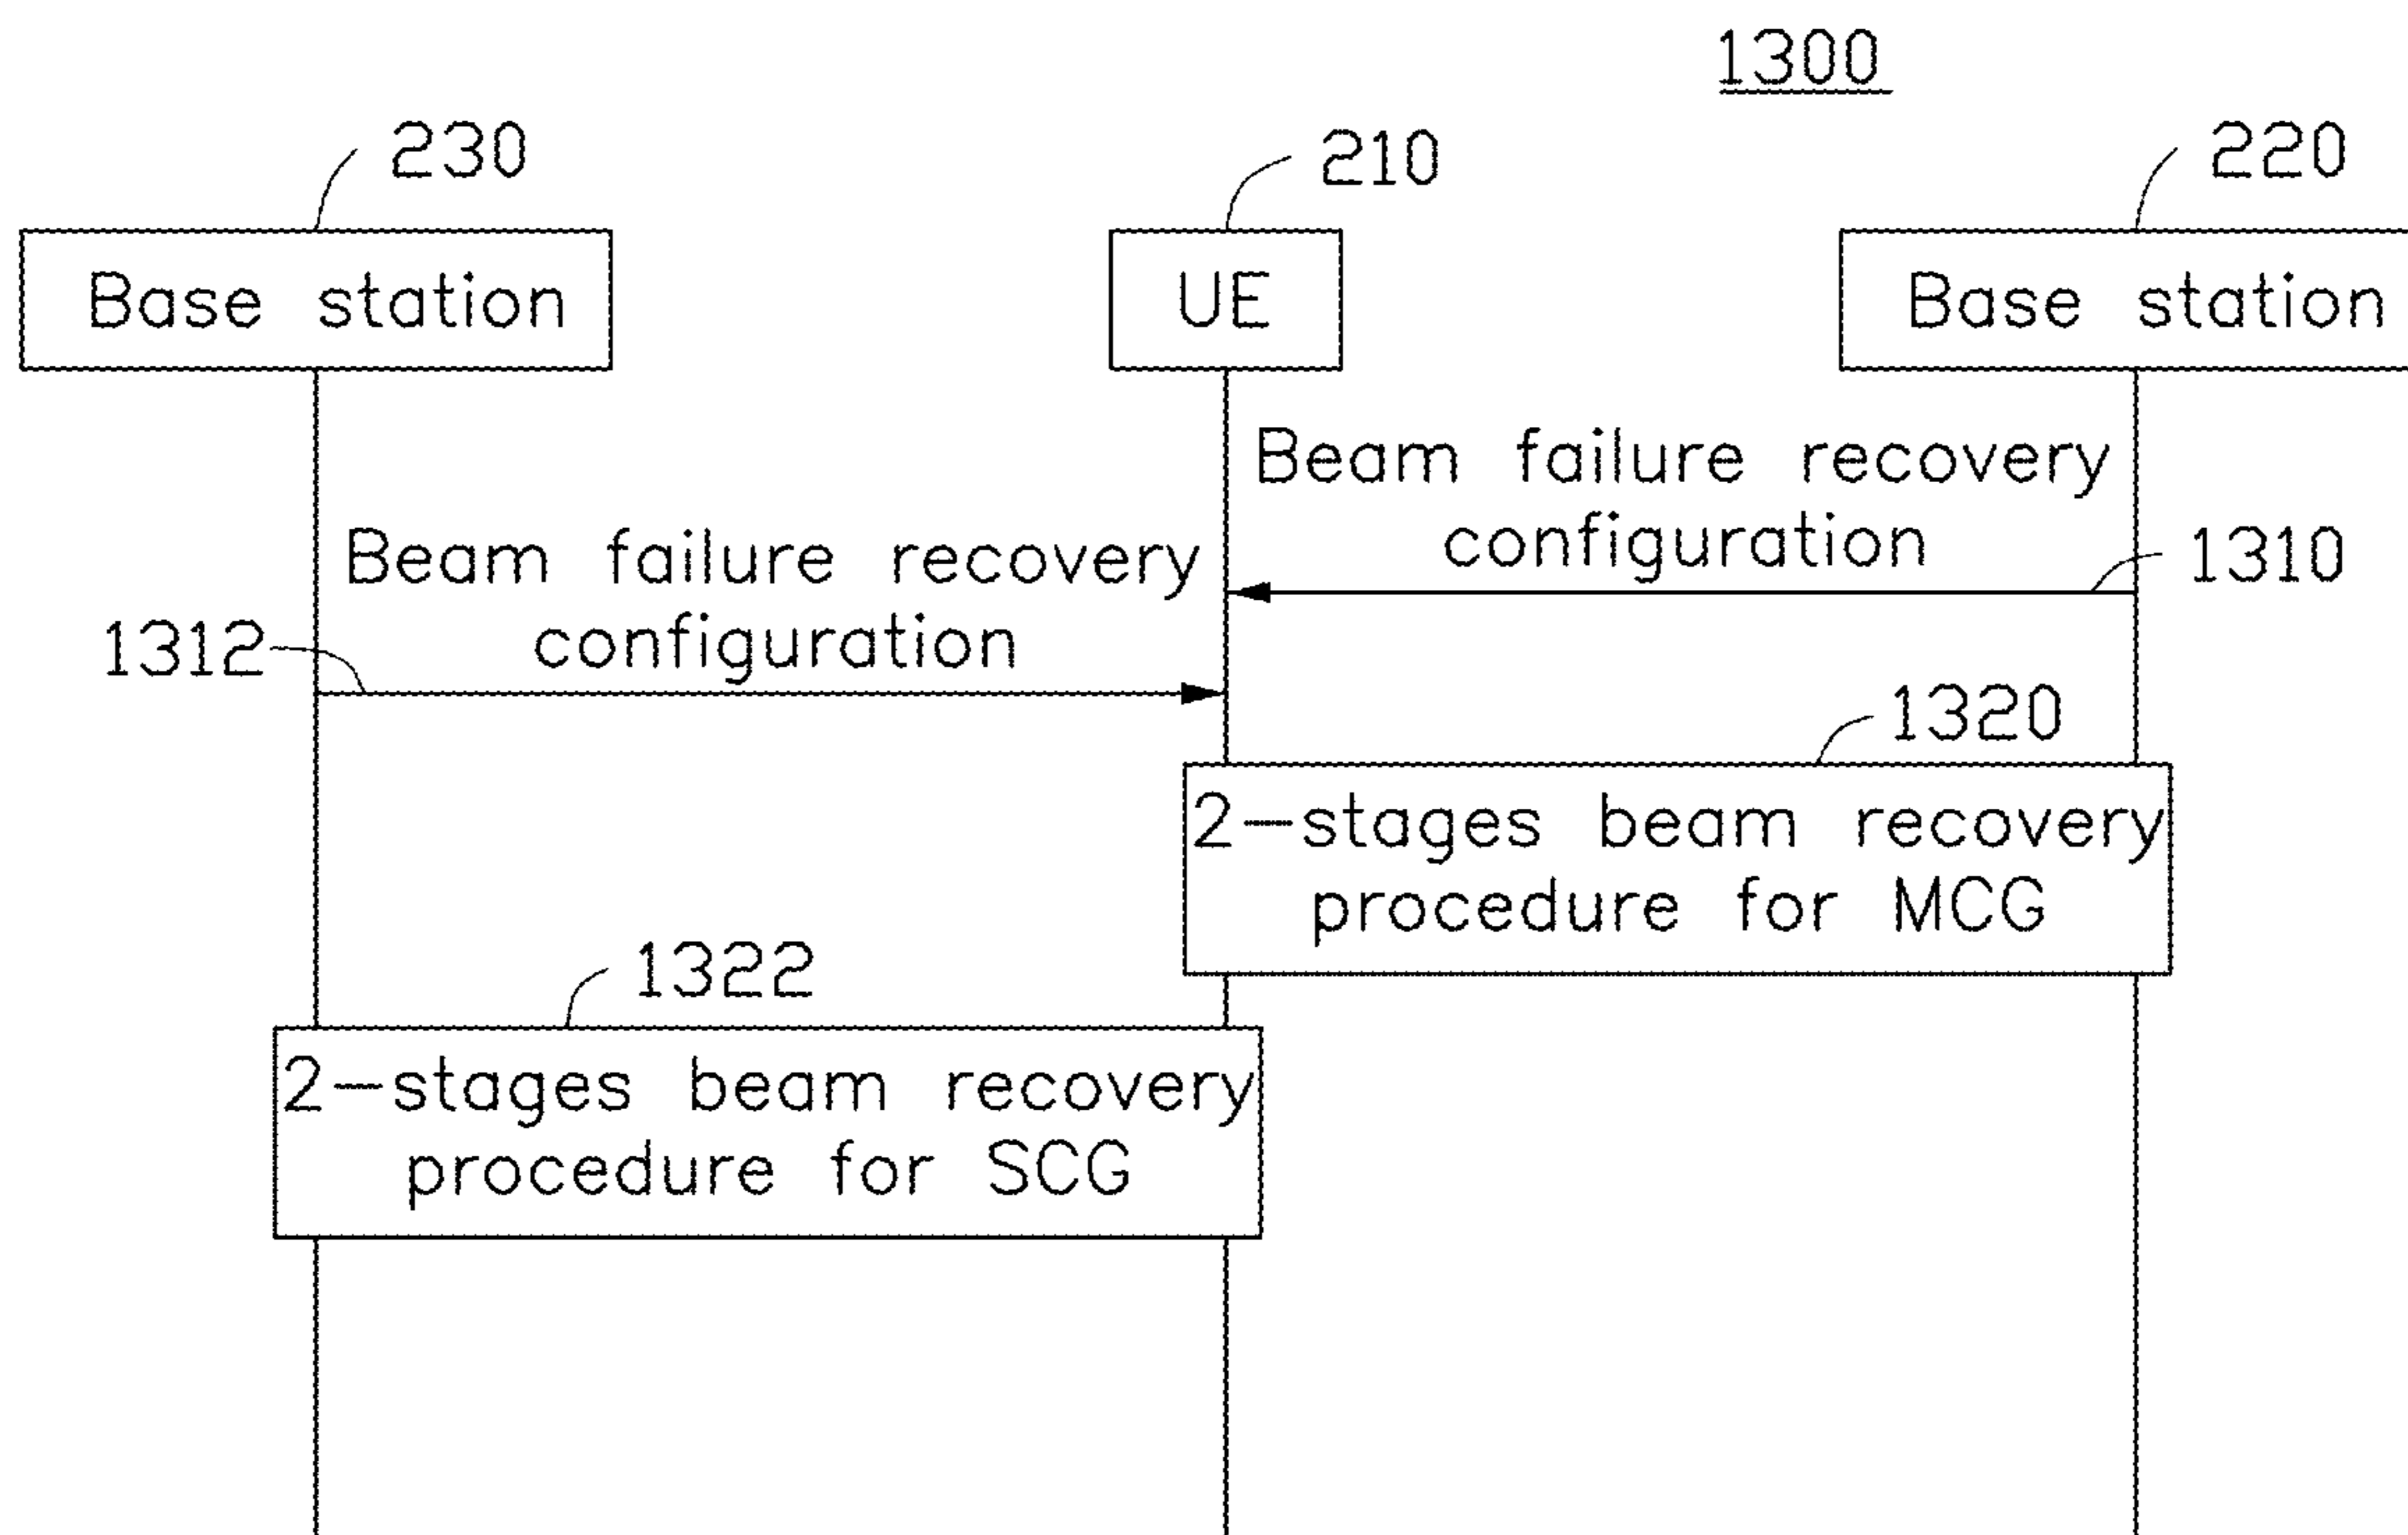 1300
230
210
220
Base station
UE
Base station
Beam failure recovery
configuration
1310
Beam failure recovery
configuration
1312
1320
2-stages beam recovery
procedure for MCG
1322
2-stages beam recovery
procedure for SCG